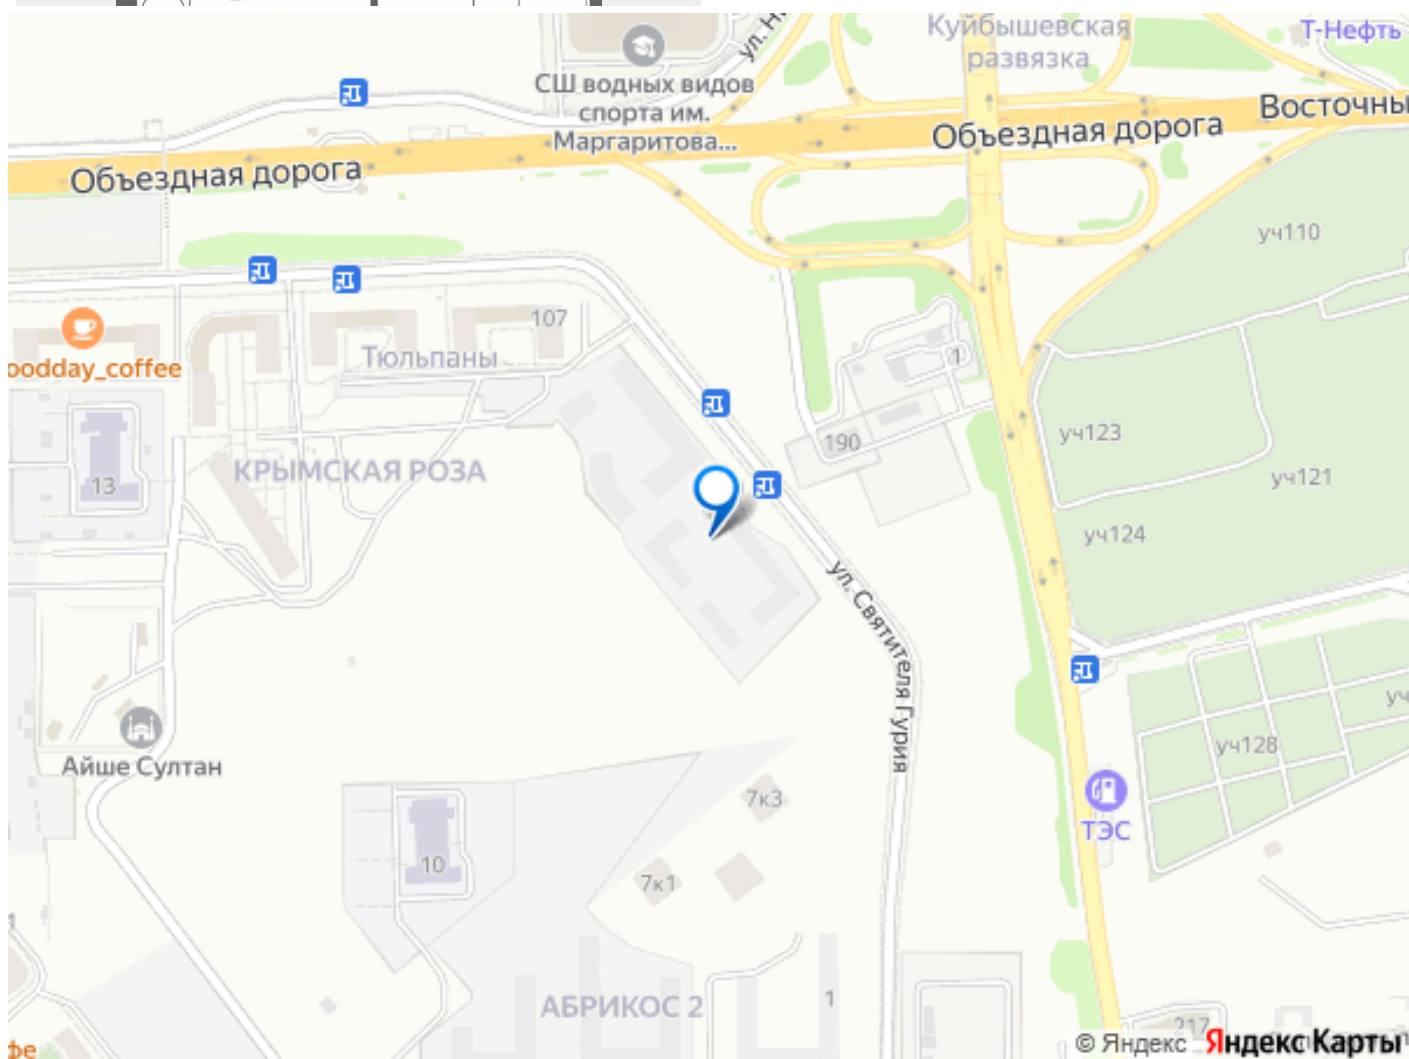 Куйбышевская
развязка
Т-Нефть
СШ водных видов
спорта им.
Маргаритова...
Объездная дорога
Восточны
Объездная дорога
уч110
107
oodday_coffee
Тюльпаны
1
190
уч123
КРЫМСКАЯ РОЗА
13
уч121
уч124
ул. Святителя Гурия
Айше Султан
уч128
уч
7к3
ТЭС
10
7к1
АБРИКОС 2
1
217
фе
© Яндекс Яндекс Карты